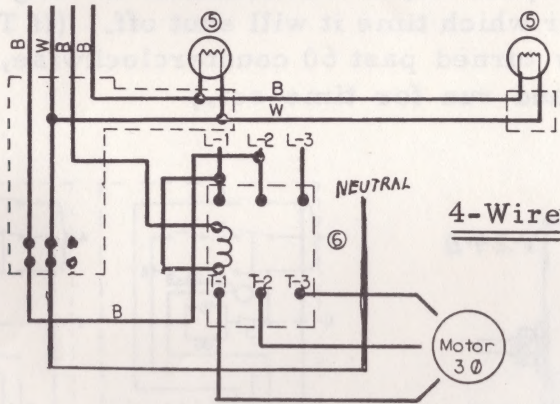 B W B B ⑤ ⑤
B
W
L-1 L-2 L-3
NEUTRAL
4-Wire
⑥
T-1 T-2 T-3
B
Motor
3Ø